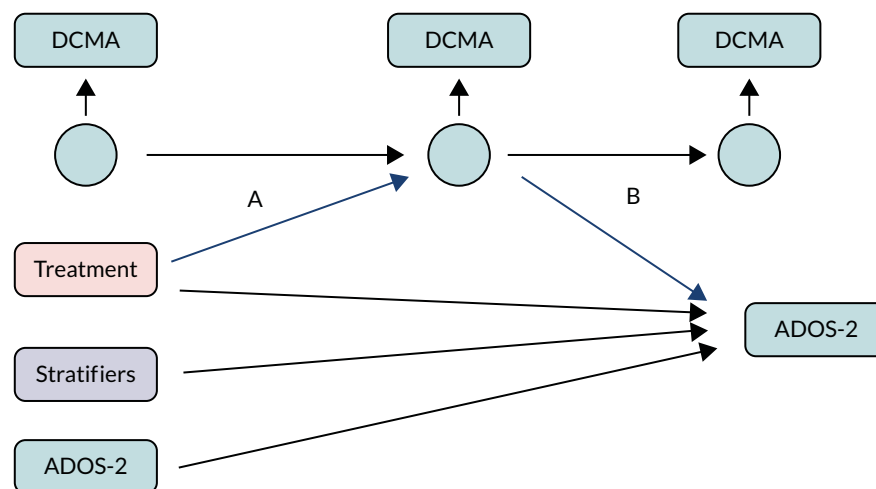 DCMA
DCMA
DCMA
A
B
Treatment
ADOS-2
Stratifiers
ADOS-2